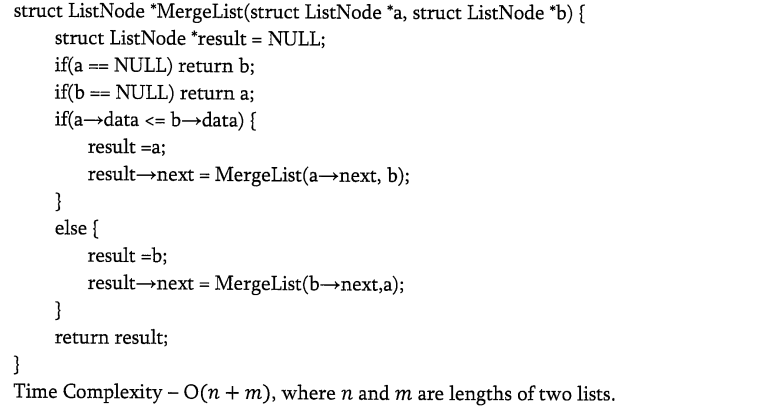 struct ListNode *MergeList(struct ListNode *a, struct ListNode *b) {
struct ListNode *result = NULL;
if(a == NULL) return b;
if(b == NULL) return a;
if(a→data <= b→data) {
result =a;
result→next = MergeList(a→next, b);
}
else {
result =b;
result→next = MergeList(b→next,a);
}
return result;
}
Time Complexity – O(n + m), where n and m are lengths of two lists.